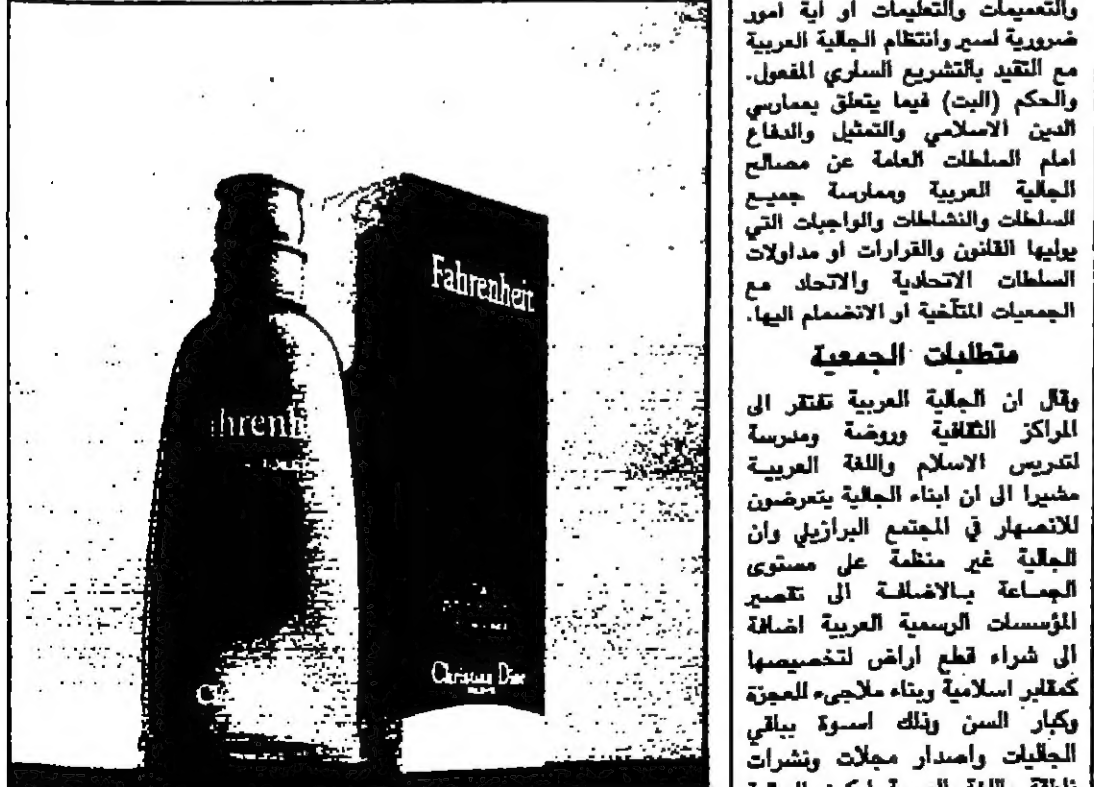 والتعميمات والتعليمات او اية امور
ضرورية لسير وانتظام الجالية العربية
مع التقيد بالتشريع الساري المفعول.
والحكم (البت) فيما يتعلق بممارسي
الدين الاسلامي والتمثيل والدفاع
امام السلطات العامة عن مصالح
الجالية العربية وممارسة جميع
السلطات والنشاطات والواجبات التي
يوليها القانون والقرارات او مداولات
السلطات الاتحادية والاتحاد مع
الجمعيات المتآخية او الانضمام اليها.
متطلبات الجمعية
وقال ان الجالية العربية تفتقر الى
المراكز الثقافية وروضة ومدرسة
لتدريس الاسلام واللغة العربية
مشيرا الى ان ابناء الجالية يتعرضون
للانصهار في المجتمع البرازيلي وان
الجالية غير منظمة على مستوى
الجماعة بالاضافة الى تقصير
المؤسسات الرسمية العربية اضافة
الى شراء قطع اراض لتخصيصها
كمقابر اسلامية وبناء ملاجىء للعجزة
وكبار السن وذلك اسوة بباقي
الجاليات واصدار مجلات ونشرات
Fahrenheit
hrenh
Christian Dior